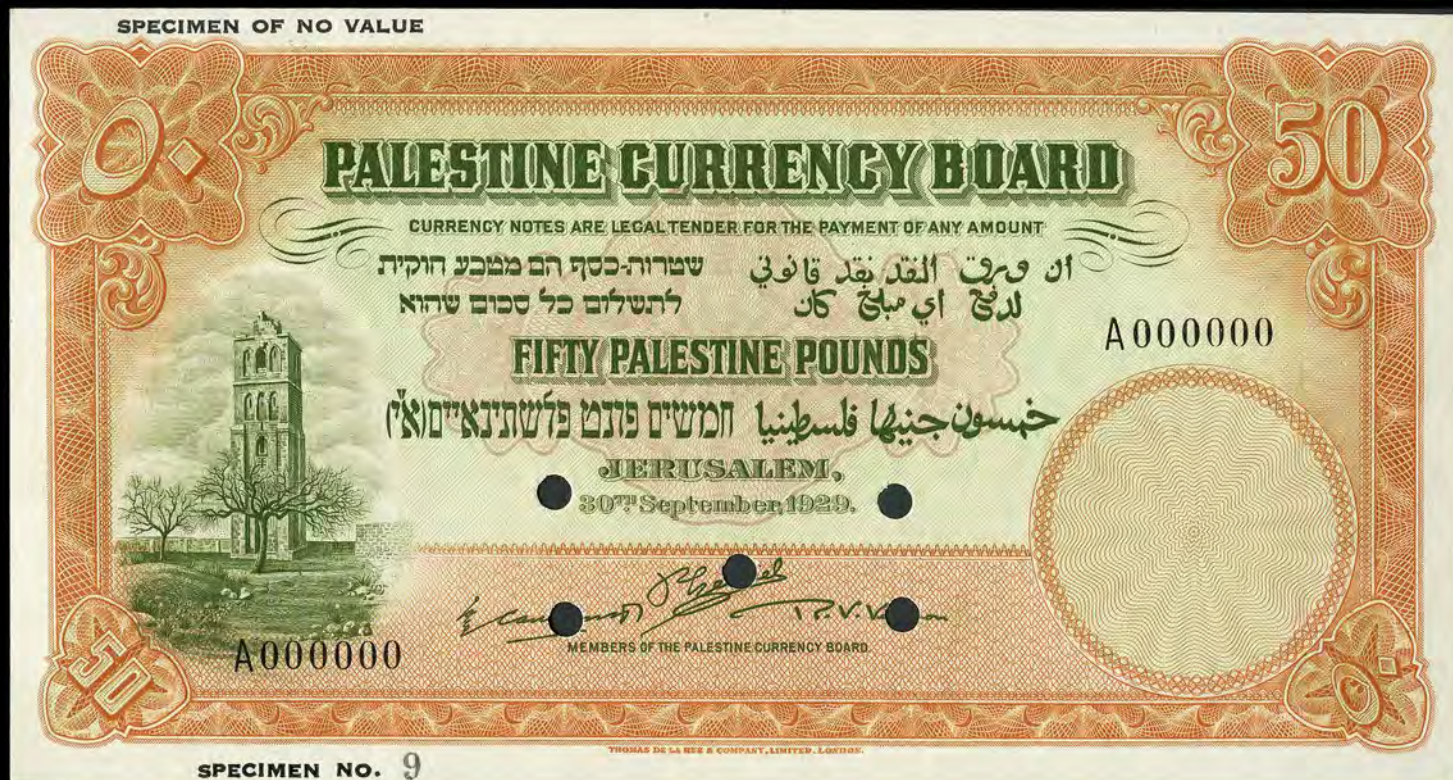 SPECIMEN OF NO VALUE
٥٠
50
PALESTINE CURRENCY BOARD
CURRENCY NOTES ARE LEGAL TENDER FOR THE PAYMENT OF ANY AMOUNT
ان ورق النقد نقد قانوني
لدفع اي مبلغ كان
שטרות-כסף הם מטבע חוקית
לתשלום כל סכום שהוא
A000000
FIFTY PALESTINE POUNDS
خمسون جنيها فلسطينيا
חמשים פונט פלשתינאיים (א״י)
JERUSALEM,
30TH September, 1929.
P.V.V
MEMBERS OF THE PALESTINE CURRENCY BOARD.
A000000
50
٥٠
THOMAS DE LA RUE & COMPANY, LIMITED, LONDON.
SPECIMEN NO. 9